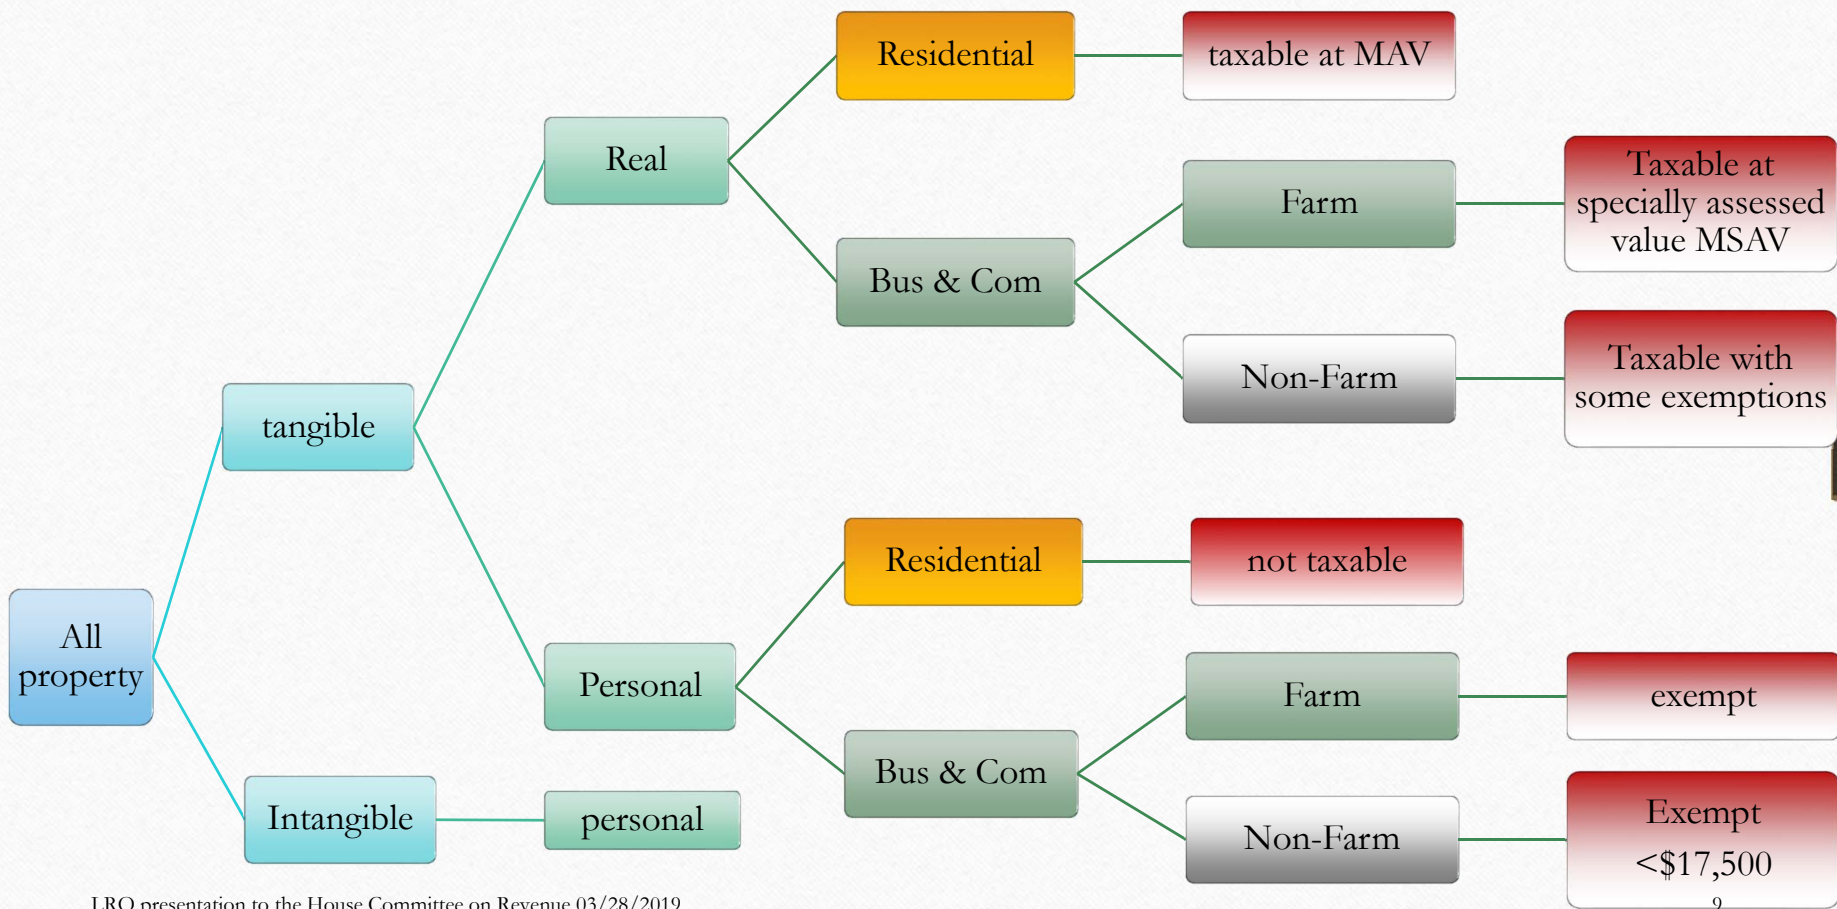 Residential
taxable at MAV
Real
Taxable at
specially assessed
value MSAV
Farm
Bus & Com
Taxable with
some exemptions
Non-Farm
tangible
Residential
not taxable
All
property
Personal
Farm
exempt
Bus & Com
Intangible
personal
Non-Farm
Exempt
<$17,500
LRO presentation to the House Committee on Revenue 03/28/2019
9